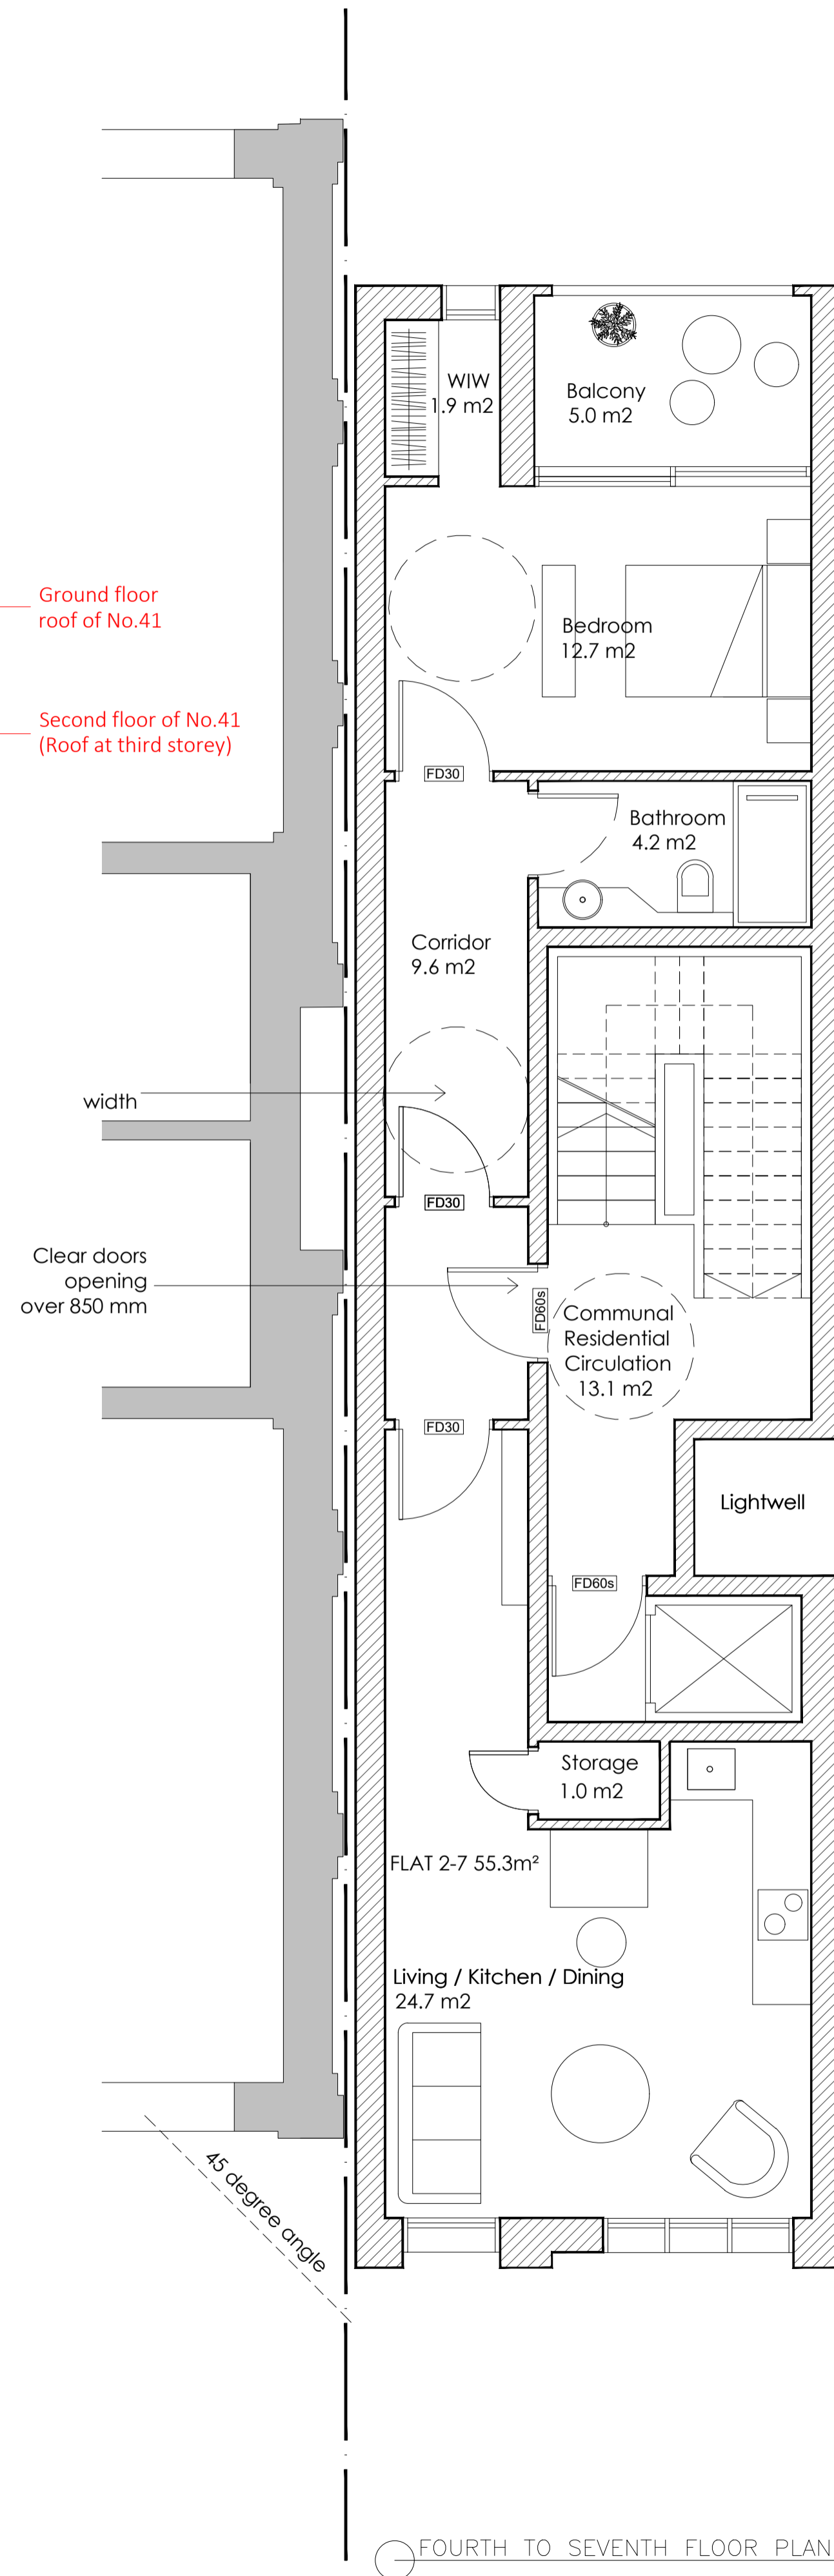 WIW
1.9 m2
Balcony
5.0 m2
Ground floor
roof of No.41
Bedroom
12.7 m2
Second floor of No.41
(Roof at third storey)
FD30
Bathroom
4.2 m2
Corridor
9.6 m2
width
FD30
Clear doors
opening
over 850 mm
FD60s
Communal
Residential
Circulation
13.1 m2
FD30
Lightwell
FD60s
Storage
1.0 m2
FLAT 2-7 55.3m²
Living / Kitchen / Dining
24.7 m2
45 degree angle
FOURTH TO SEVENTH FLOOR PLAN